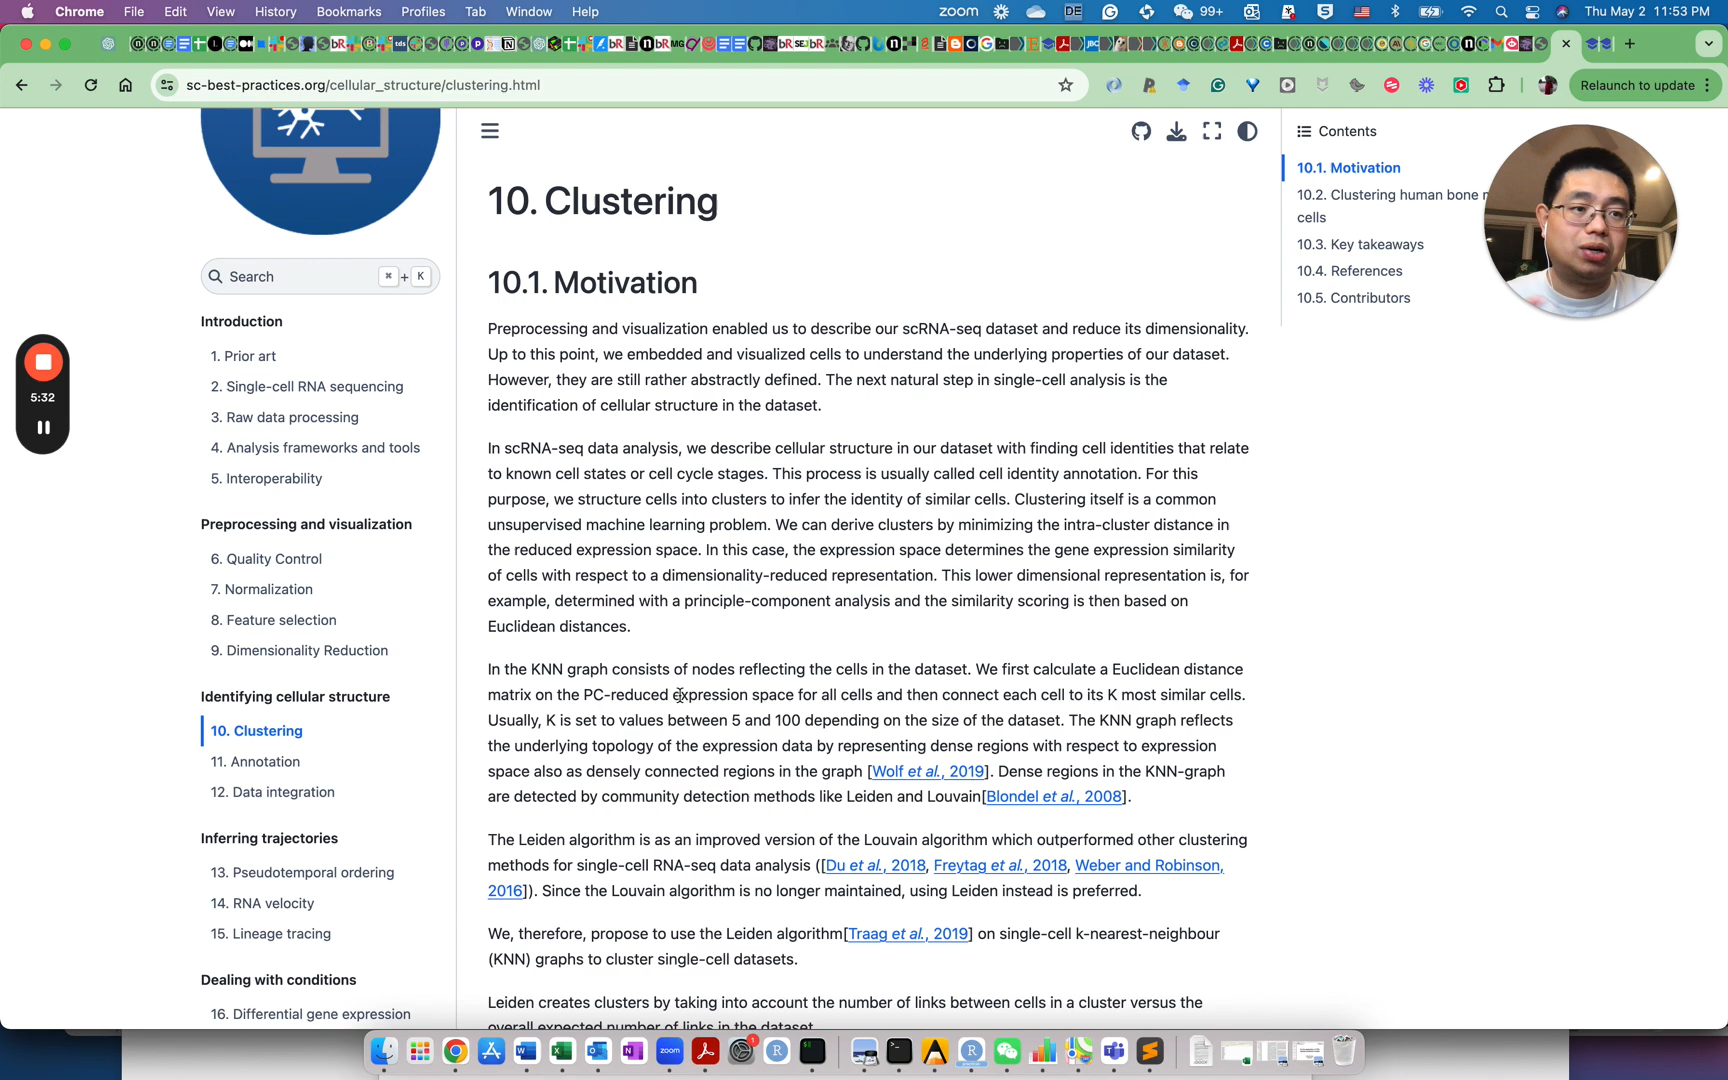 Chrome File Edit View History Bookmarks Profiles Tab Window Help
zoom DE 99+ Thu May 2 11:53 PM
sc-best-practices.org/cellular_structure/clustering.html
Relaunch to update
Search ⌘ + K
Introduction
1. Prior art
2. Single-cell RNA sequencing
3. Raw data processing
4. Analysis frameworks and tools
5. Interoperability
Preprocessing and visualization
6. Quality Control
7. Normalization
8. Feature selection
9. Dimensionality Reduction
Identifying cellular structure
10. Clustering
11. Annotation
12. Data integration
Inferring trajectories
13. Pseudotemporal ordering
14. RNA velocity
15. Lineage tracing
Dealing with conditions
16. Differential gene expression
5:32
10. Clustering
10.1. Motivation
Preprocessing and visualization enabled us to describe our scRNA-seq dataset and reduce its dimensionality.
Up to this point, we embedded and visualized cells to understand the underlying properties of our dataset.
However, they are still rather abstractly defined. The next natural step in single-cell analysis is the
identification of cellular structure in the dataset.
In scRNA-seq data analysis, we describe cellular structure in our dataset with finding cell identities that relate
to known cell states or cell cycle stages. This process is usually called cell identity annotation. For this
purpose, we structure cells into clusters to infer the identity of similar cells. Clustering itself is a common
unsupervised machine learning problem. We can derive clusters by minimizing the intra-cluster distance in
the reduced expression space. In this case, the expression space determines the gene expression similarity
of cells with respect to a dimensionality-reduced representation. This lower dimensional representation is, for
example, determined with a principle-component analysis and the similarity scoring is then based on
Euclidean distances.
In the KNN graph consists of nodes reflecting the cells in the dataset. We first calculate a Euclidean distance
matrix on the PC-reduced expression space for all cells and then connect each cell to its K most similar cells.
Usually, K is set to values between 5 and 100 depending on the size of the dataset. The KNN graph reflects
the underlying topology of the expression data by representing dense regions with respect to expression
space also as densely connected regions in the graph [Wolf et al., 2019]. Dense regions in the KNN-graph
are detected by community detection methods like Leiden and Louvain[Blondel et al., 2008].
The Leiden algorithm is as an improved version of the Louvain algorithm which outperformed other clustering
methods for single-cell RNA-seq data analysis ([Du et al., 2018, Freytag et al., 2018, Weber and Robinson,
2016]). Since the Louvain algorithm is no longer maintained, using Leiden instead is preferred.
We, therefore, propose to use the Leiden algorithm[Traag et al., 2019] on single-cell k-nearest-neighbour
(KNN) graphs to cluster single-cell datasets.
Leiden creates clusters by taking into account the number of links between cells in a cluster versus the
overall expected number of links in the dataset.
Contents
10.1. Motivation
10.2. Clustering human bone
cells
10.3. Key takeaways
10.4. References
10.5. Contributors
zoom